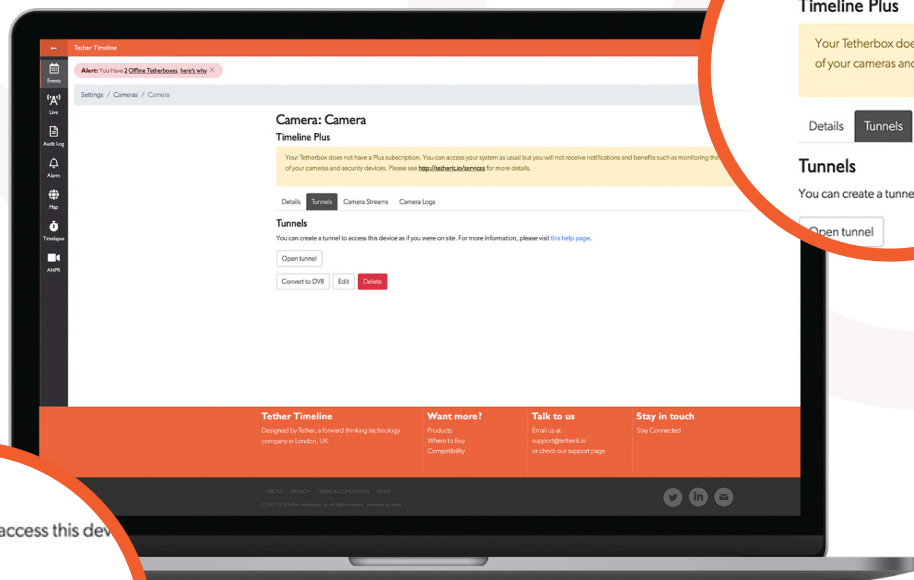 ←
Tether Timeline
Alert: You Have 2 Offline Tetherboxes, here's why ×
Settings / Cameras / Camera
Events
Live
Audit Log
Alarm
Map
Timelapse
ANPR
Camera: Camera
Timeline Plus
Your Tetherbox does not have a Plus subscription. You can access your system as usual but you will not receive notifications and benefits such as monitoring the
of your cameras and security devices. Please see http://tetherit.io/services for more details.
Details Tunnels Camera Streams Camera Logs
Tunnels
You can create a tunnel to access this device as if you were on site. For more information, please visit this help page.
Open tunnel
Convert to DVR Edit Delete
Tether Timeline
Designed by Tether, a forward thinking technology
company in London, UK.
Want more?
Products
Where to Buy
Compatibility
Talk to us
Email us at
support@tetherit.io
or check our support page
Stay in touch
Stay Connected
ABOUT PRIVACY TERMS & CONDITIONS NEWS
in
Timeline Plus
Your Tetherbox doe
of your cameras and
Details Tunnels
Tunnels
You can create a tunne
Open tunnel
access this dev